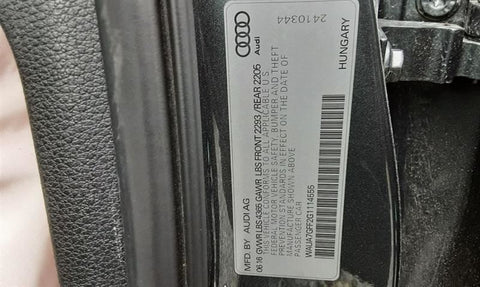 Audi
2410344
HUNGARY
MFD. BY AUDI AG
06 16 GVWR LBS 4365 GAWR LBS FRONT 2293 /REAR 2205
THIS VEHICLE CONFORMS TO ALL APPLICABLE U.S.
FEDERAL MOTOR VEHICLE SAFETY, BUMPER AND THEFT
PREVENTION STANDARDS IN EFFECT ON THE DATE OF
MANUFACTURE SHOWN ABOVE
PASSENGER CAR
WAUA7GFF2G1114555